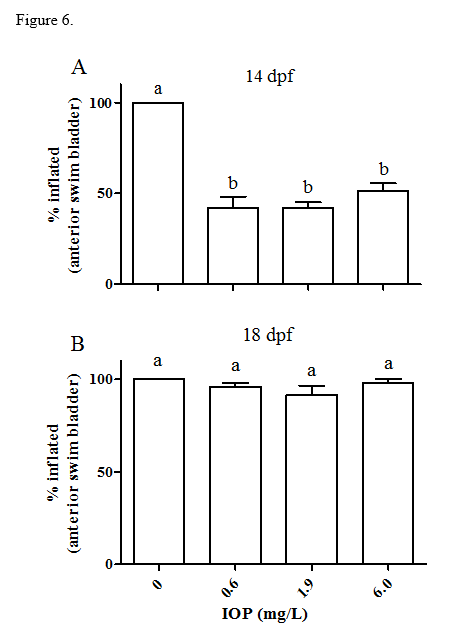 Figure 6.
A
14 dpf
% inflated
(anterior swim bladder)
100
50
0
a
b
b
b
B
18 dpf
% inflated
(anterior swim bladder)
100
50
0
a
a
a
a
0
0.6
1.9
6.0
IOP (mg/L)